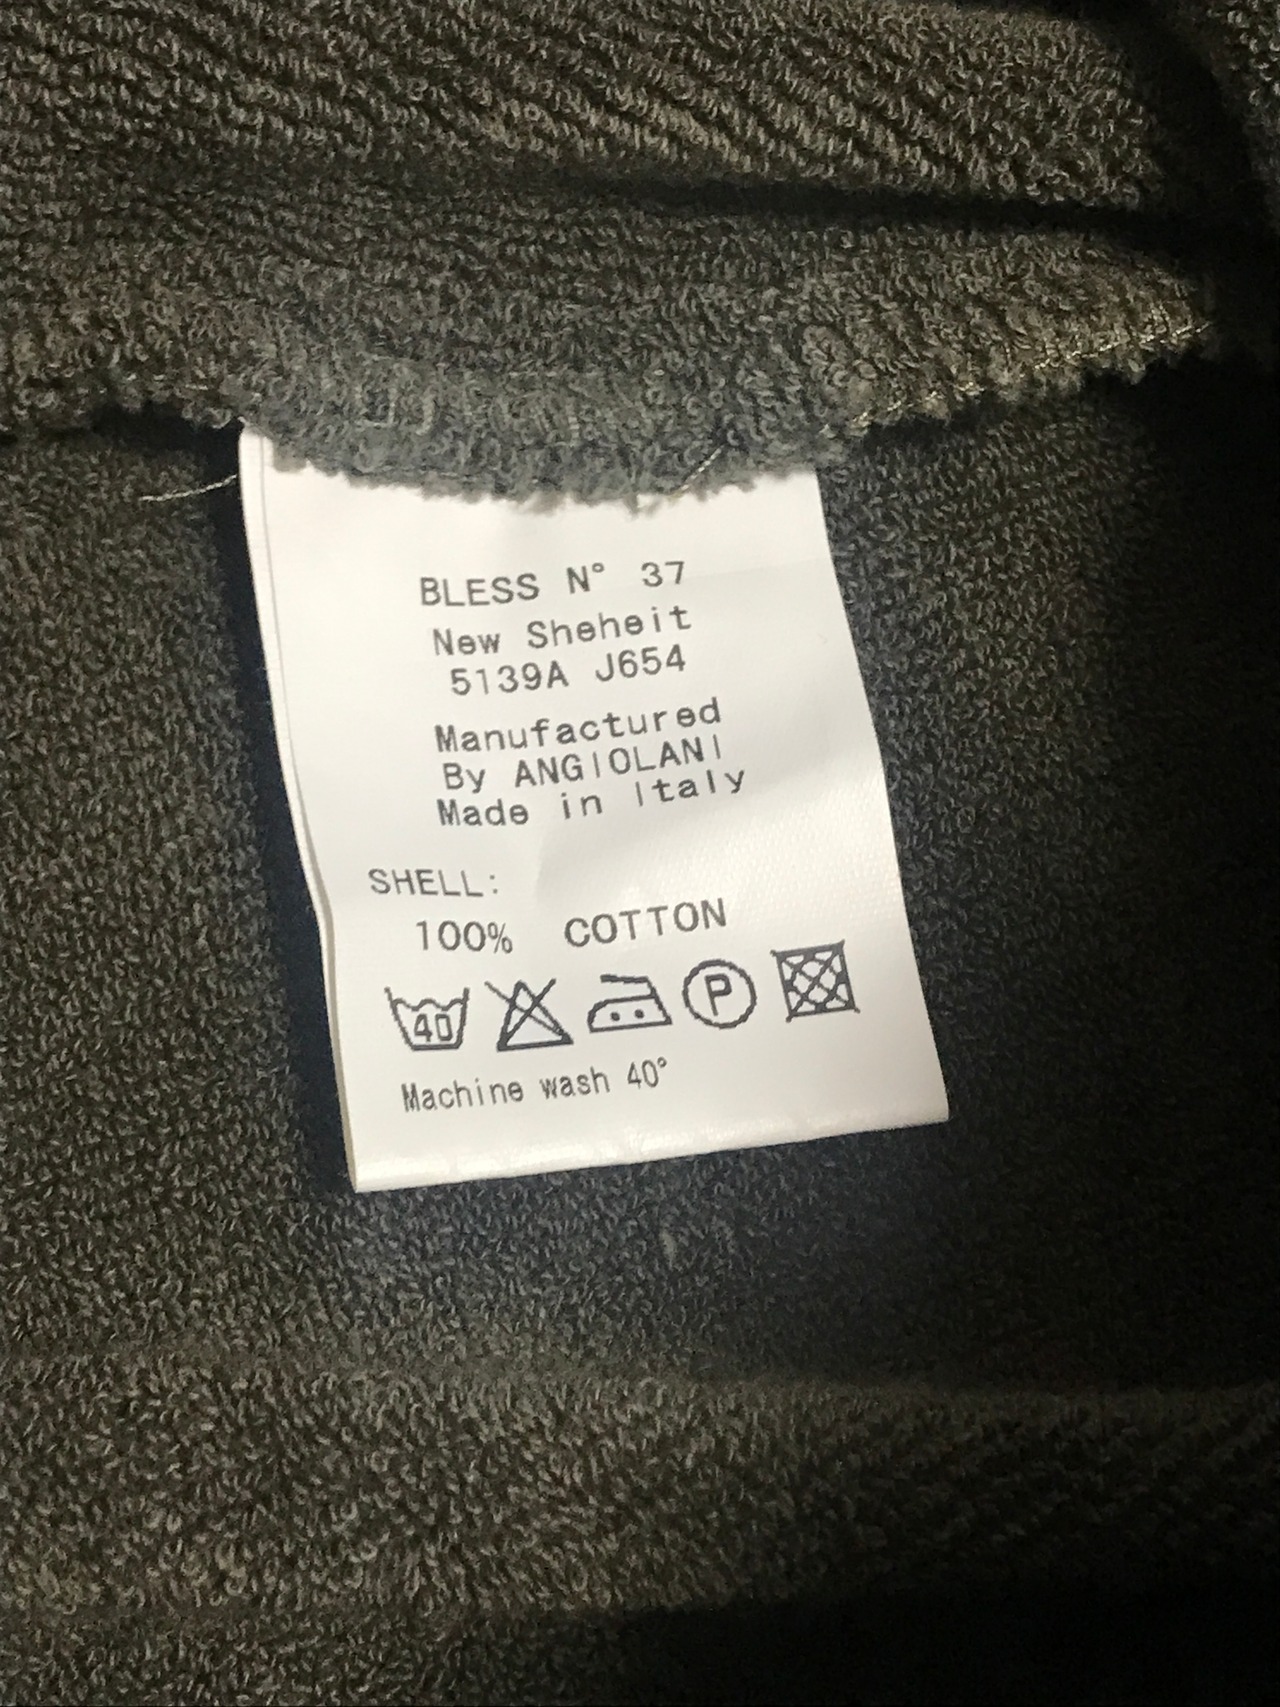 BLESS N° 37
New Sheheit
5139A J654
Manufactured
By ANGIOLANI
Made in Italy
SHELL:
100% COTTON
40 P
Machine wash 40°